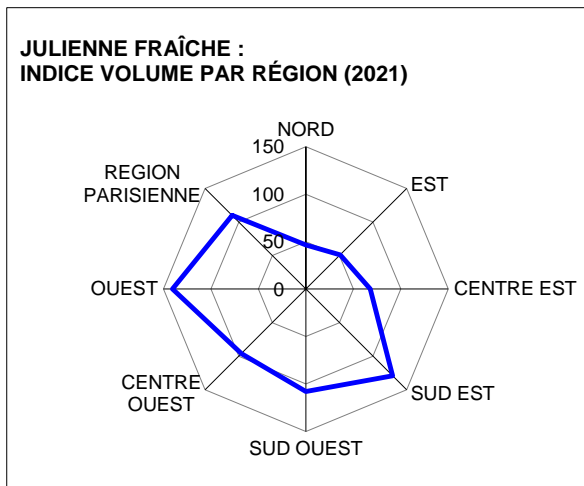 JULIENNE FRAÎCHE :
INDICE VOLUME PAR RÉGION (2021)
NORD
150
REGION
PARISIENNE
EST
100
50
OUEST
0
CENTRE EST
CENTRE
OUEST
SUD EST
SUD OUEST